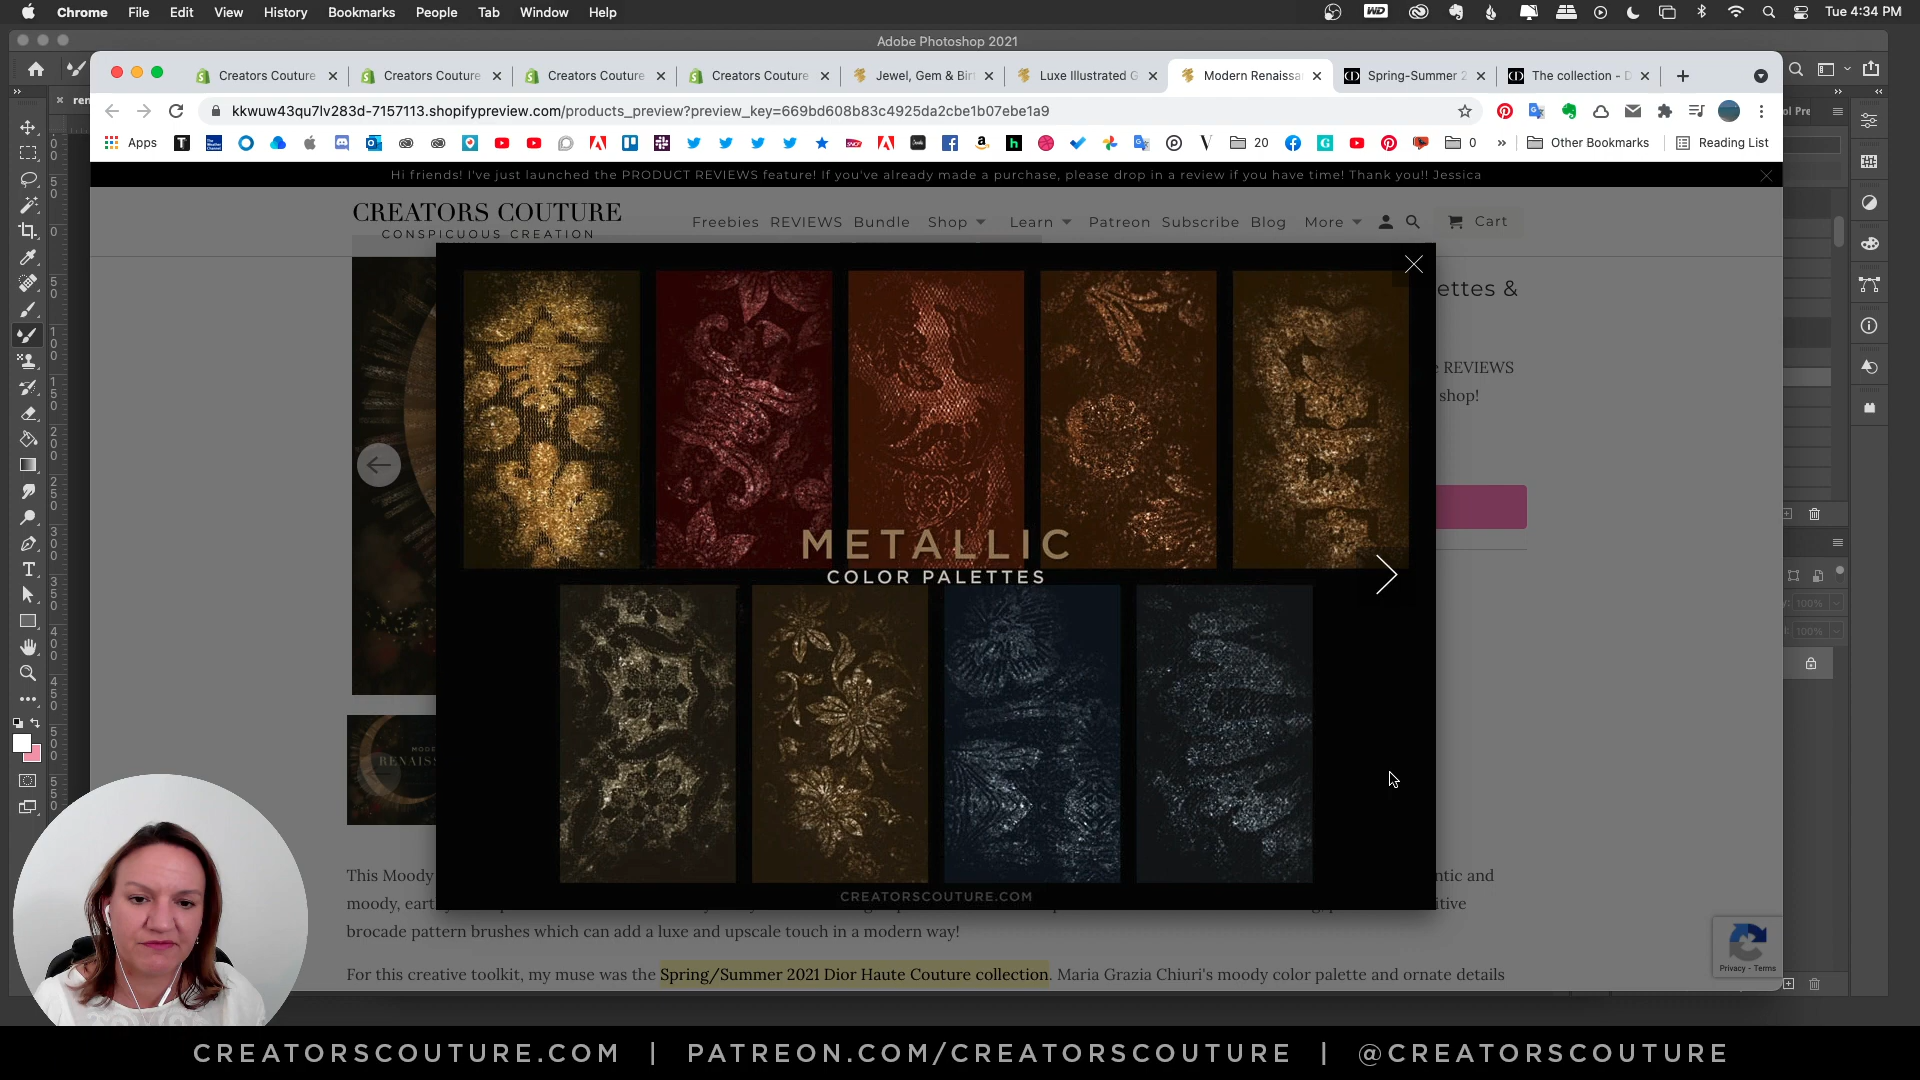 Chrome File Edit View History Bookmarks People Tab Window Help
WD
Tue 4:34 PM
Adobe Photoshop 2021
Creators Couture
Creators Couture
Creators Couture
Creators Couture
Jewel, Gem & Bir
Luxe Illustrated G
Modern Renaissa
Spring-Summer 2
The collection - D
kkwuw43qu7lv283d-7157113.shopifypreview.com/products_preview?preview_key=669bd608b83c4925da2cbe1b07ebe1a9
Apps
20
0
Other Bookmarks
Reading List
Hi friends! I've just launched the PRODUCT REVIEWS feature! If you've already made a purchase, please drop in a review if you have time! Thank you!! Jessica
CREATORS COUTURE
CONSPICUOUS CREATION
Freebies REVIEWS Bundle Shop Learn Patreon Subscribe Blog More Cart
ettes &
REVIEWS
shop!
METALLIC
COLOR PALETTES
CREATORSCOUTURE.COM
This Moody
ntic and
itive
brocade pattern brushes which can add a luxe and upscale touch in a modern way!
For this creative toolkit, my muse was the Spring/Summer 2021 Dior Haute Couture collection. Maria Grazia Chiuri's moody color palette and ornate details
Privacy - Terms
CREATORSCOUTURE.COM | PATREON.COM/CREATORSCOUTURE | @CREATORSCOUTURE